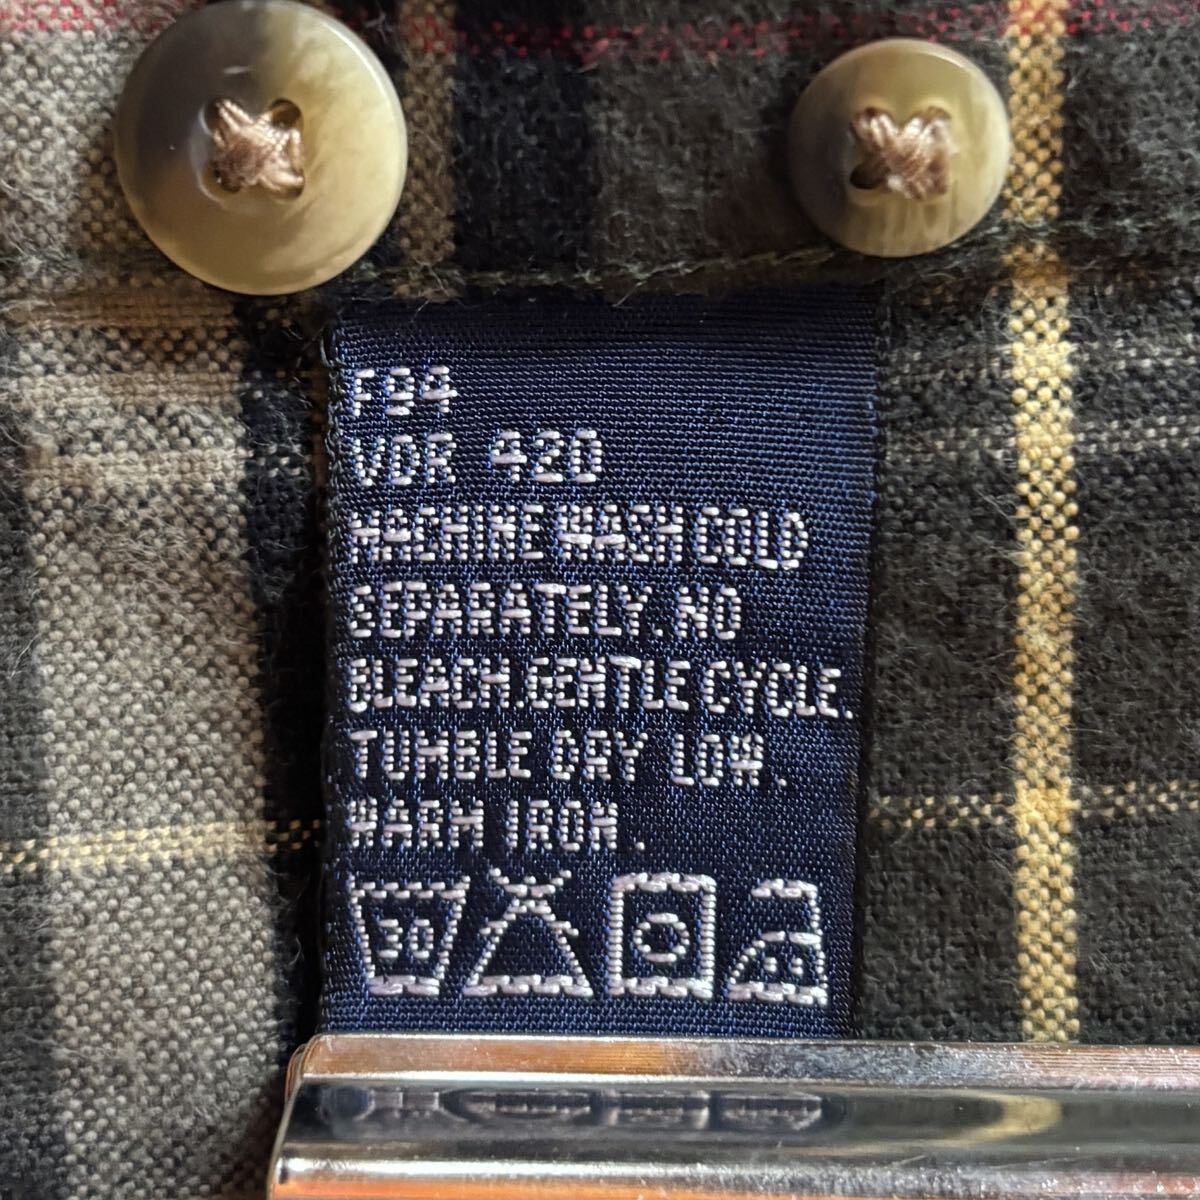 F04
VDR 420
MACHINE WASH COLD
SEPARATELY. NO
BLEACH. GENTLE CYCLE.
TUMBLE DRY LOW.
WARM IRON.
30